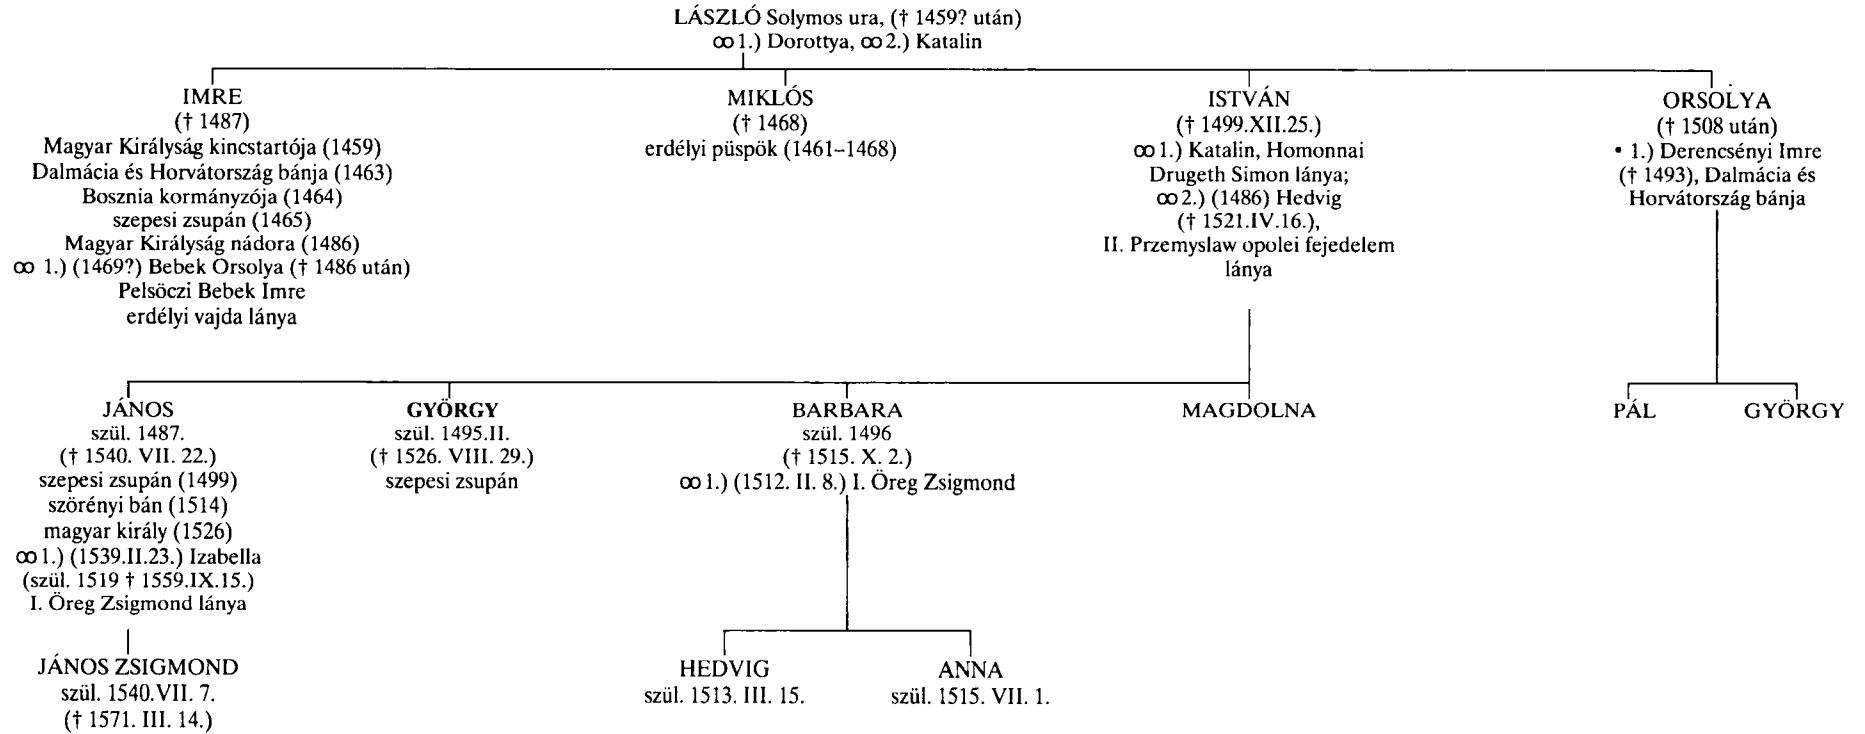 LÁSZLÓ Solymos ura, († 1459? után)
ꝏ 1.) Dorottya, ꝏ 2.) Katalin
IMRE
(† 1487)
Magyar Királyság kincstartója (1459)
Dalmácia és Horvátország bánja (1463)
Bosznia kormányzója (1464)
szepesi zsupán (1465)
Magyar Királyság nádora (1486)
ꝏ 1.) (1469?) Bebek Orsolya († 1486 után)
Pelsöczi Bebek Imre
erdélyi vajda lánya
MIKLÓS
(† 1468)
erdélyi püspök (1461–1468)
ISTVÁN
(† 1499.XII.25.)
ꝏ 1.) Katalin, Homonnai
Drugeth Simon lánya;
ꝏ 2.) (1486) Hedvig
(† 1521.IV.16.),
II. Przemyslaw opolei fejedelem
lánya
ORSOLYA
(† 1508 után)
• 1.) Derencsényi Imre
(† 1493), Dalmácia és
Horvátország bánja
JÁNOS
szül. 1487.
(† 1540. VII. 22.)
szepesi zsupán (1499)
szörényi bán (1514)
magyar király (1526)
ꝏ 1.) (1539.II.23.) Izabella
(szül. 1519 † 1559.IX.15.)
I. Öreg Zsigmond lánya
GYÖRGY
szül. 1495.II.
(† 1526. VIII. 29.)
szepesi zsupán
BARBARA
szül. 1496
(† 1515. X. 2.)
ꝏ 1.) (1512. II. 8.) I. Öreg Zsigmond
MAGDOLNA
PÁL
GYÖRGY
JÁNOS ZSIGMOND
szül. 1540.VII. 7.
(† 1571. III. 14.)
HEDVIG
szül. 1513. III. 15.
ANNA
szül. 1515. VII. 1.